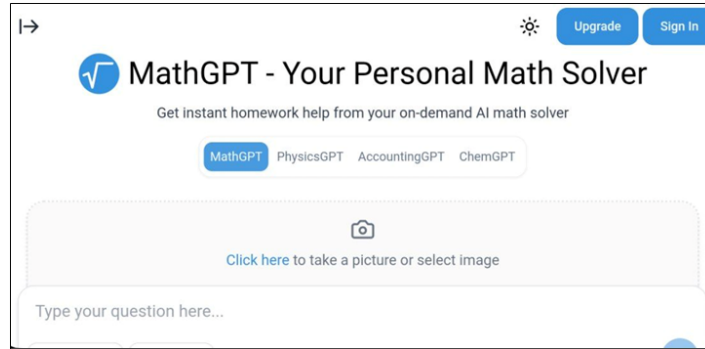 Upgrade
Sign In
MathGPT - Your Personal Math Solver
Get instant homework help from your on-demand AI math solver
MathGPT PhysicsGPT AccountingGPT ChemGPT
Click here to take a picture or select image
Type your question here...